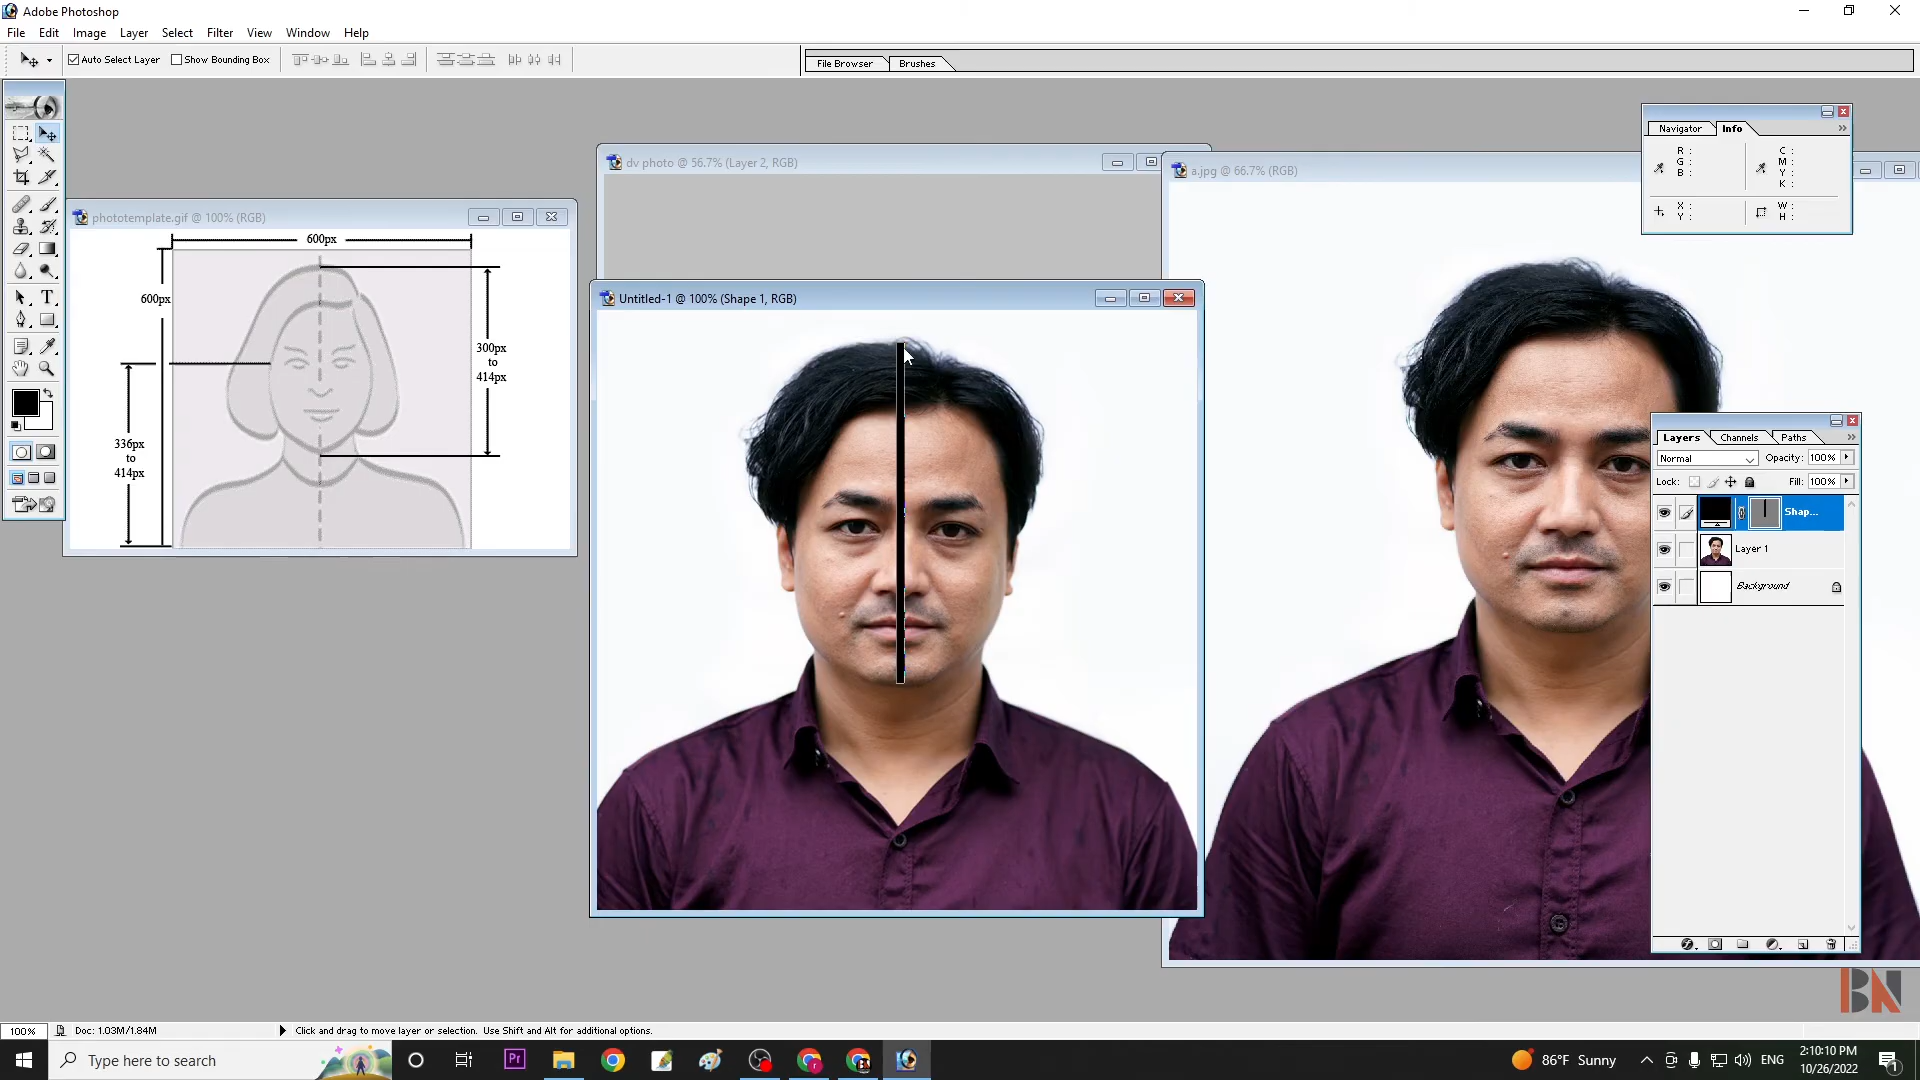 Adobe Photoshop
File Edit Image Layer Select Filter View Window Help
Auto Select Layer Show Bounding Box
File Browser Brushes
phototemplate.gif @ 100% (RGB)
600px
600px
300px
to
414px
336px
to
414px
dv photo @ 56.7% (Layer 2, RGB)
Untitled-1 @ 100% (Shape 1, RGB)
a.jpg @ 66.7% (RGB)
Navigator Info
R : C :
G : M :
B : Y :
K :
X : W :
Y : H :
Layers Channels Paths
Normal Opacity: 100%
Lock: Fill: 100%
Shap...
Layer 1
Background
BN
100% Doc: 1.03M/1.84M Click and drag to move layer or selection. Use Shift and Alt for additional options.
Type here to search
Pr
86°F Sunny
ENG
2:10:10 PM
10/26/2022
1